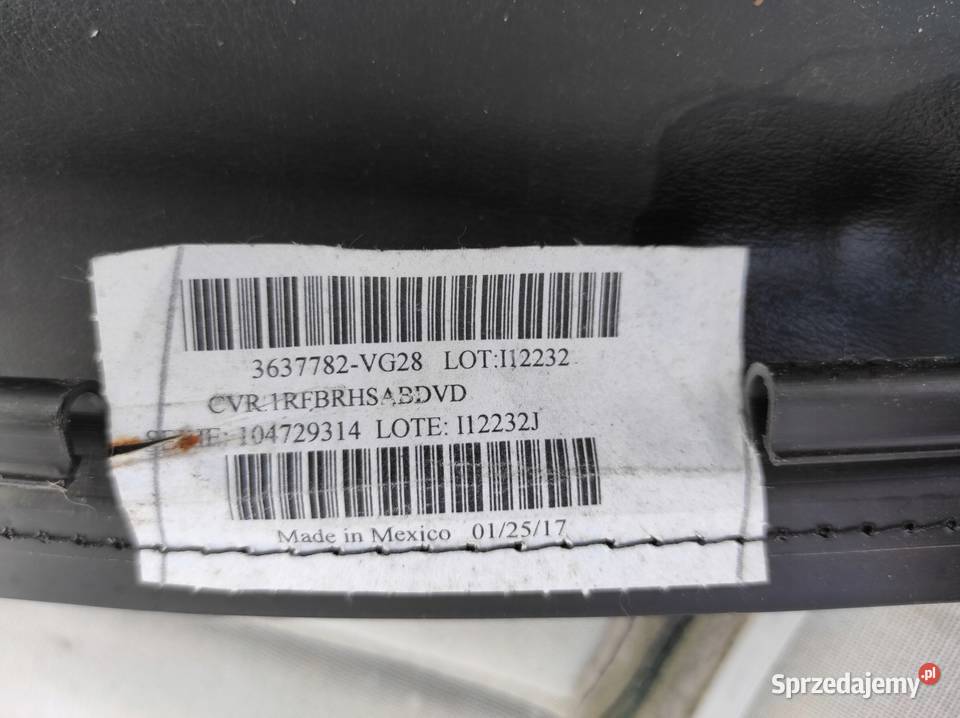 3637782-VG28 LOT:I12232
CVR.1RFBRHSABDVD
104729314 LOTE: I12232J
Made in Mexico 01/25/17
Sprzedajemy.pl